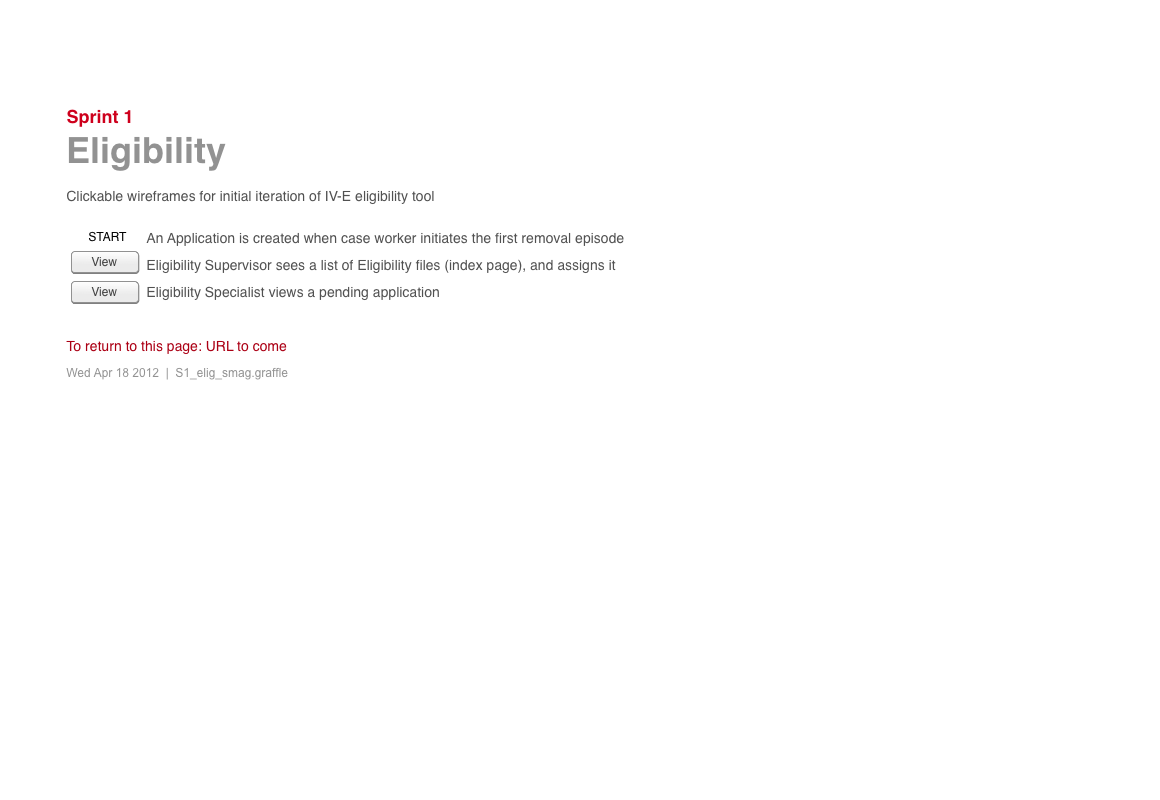 Sprint 1
Eligibility
Clickable wireframes for initial iteration of IV-E eligibility tool
START An Application is created when case worker initiates the first removal episode
View Eligibility Supervisor sees a list of Eligibility files (index page), and assigns it
View Eligibility Specialist views a pending application
To return to this page: URL to come
Wed Apr 18 2012 | S1_elig_smag.graffle